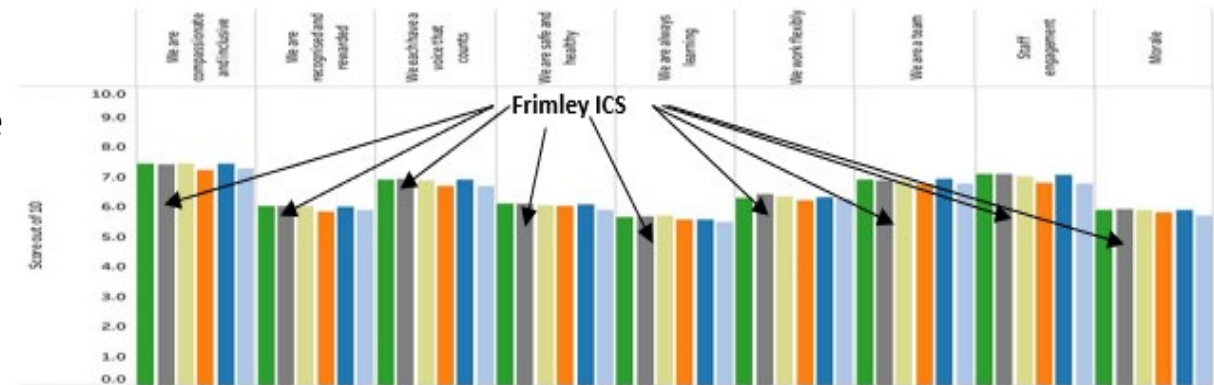 We are
compassionate
and inclusive
We are
recognised and
rewarded
We each have a
voice that
counts
We are safe and
healthy
We are always
learning
We work flexibly
We are a team
Staff
engagement
Morale
Frimley ICS
Score out of 10
10.0
9.0
8.0
7.0
6.0
5.0
4.0
3.0
2.0
1.0
0.0